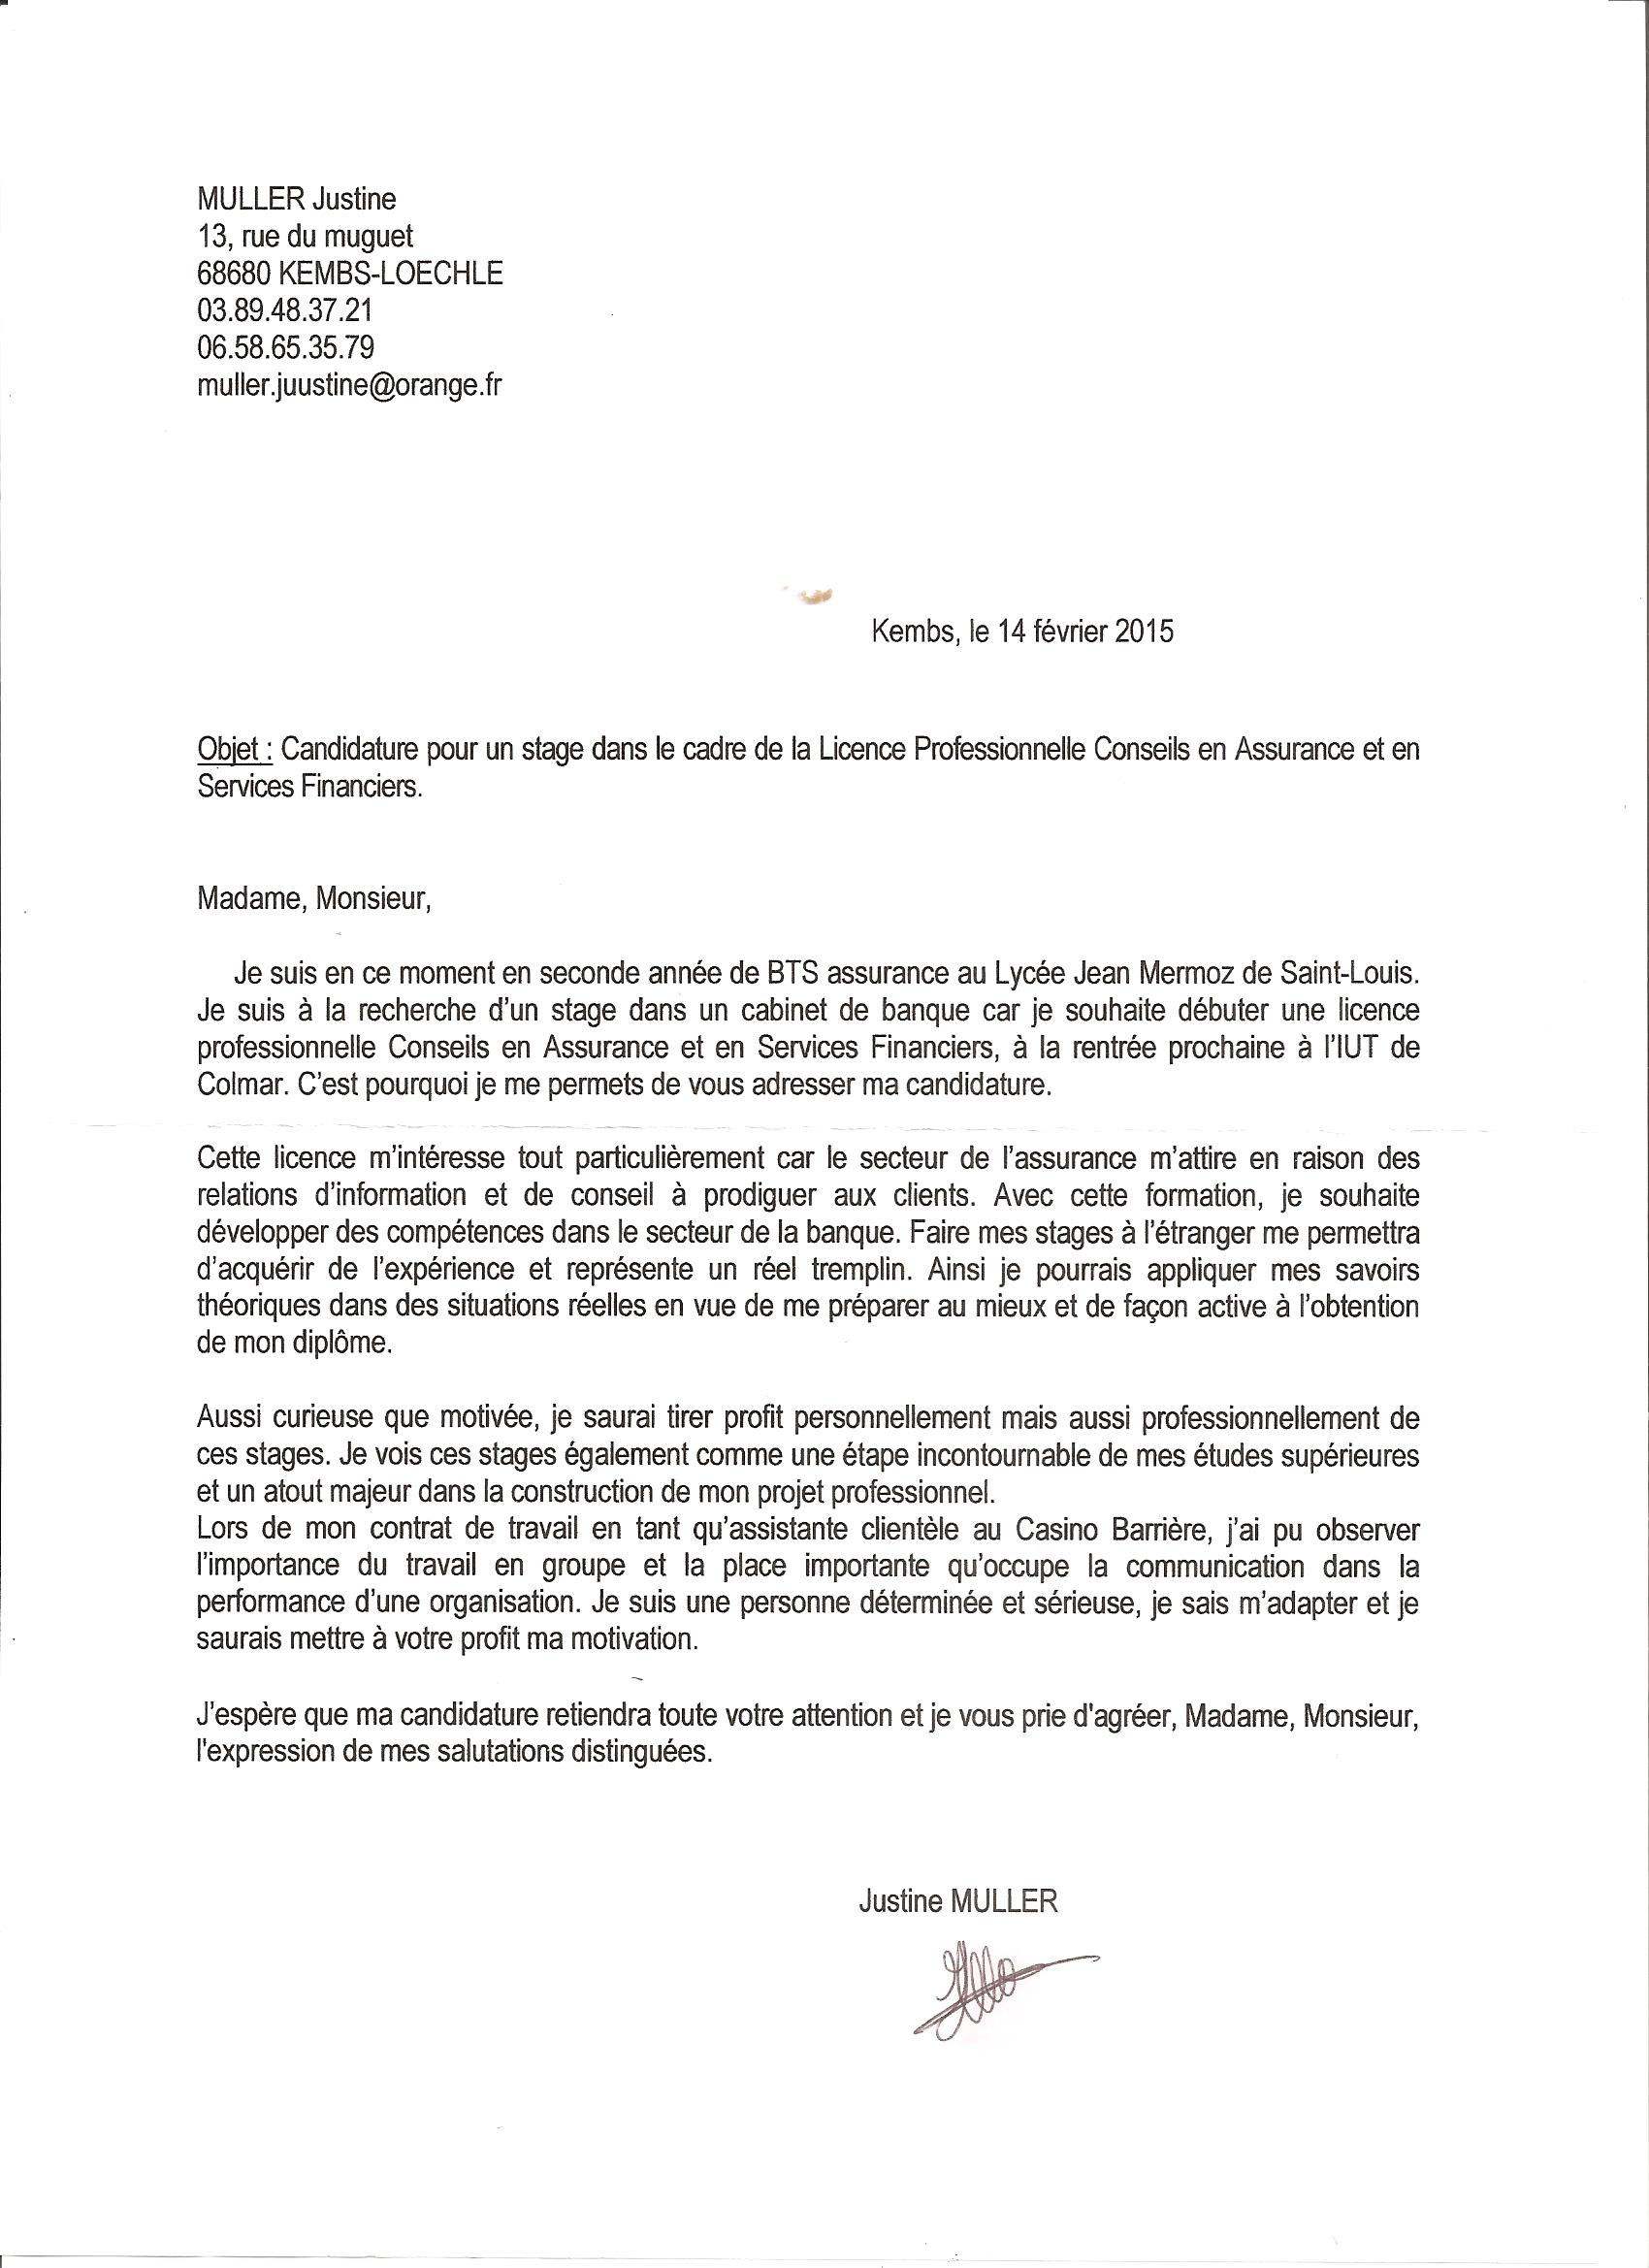 MULLER Justine
13, rue du muguet
68680 KEMBS-LOECHLE
03.89.48.37.21
06.58.65.35.79
muller.juustine@orange.fr
Kembs, le 14 février 2015
Objet : Candidature pour un stage dans le cadre de la Licence Professionnelle Conseils en Assurance et en
Services Financiers.
Madame, Monsieur,
Je suis en ce moment en seconde année de BTS assurance au Lycée Jean Mermoz de Saint-Louis.
Je suis à la recherche d’un stage dans un cabinet de banque car je souhaite débuter une licence
professionnelle Conseils en Assurance et en Services Financiers, à la rentrée prochaine à l’IUT de
Colmar. C’est pourquoi je me permets de vous adresser ma candidature.
Cette licence m’intéresse tout particulièrement car le secteur de l’assurance m’attire en raison des
relations d’information et de conseil à prodiguer aux clients. Avec cette formation, je souhaite
développer des compétences dans le secteur de la banque. Faire mes stages à l’étranger me permettra
d’acquérir de l’expérience et représente un réel tremplin. Ainsi je pourrais appliquer mes savoirs
théoriques dans des situations réelles en vue de me préparer au mieux et de façon active à l’obtention
de mon diplôme.
Aussi curieuse que motivée, je saurai tirer profit personnellement mais aussi professionnellement de
ces stages. Je vois ces stages également comme une étape incontournable de mes études supérieures
et un atout majeur dans la construction de mon projet professionnel.
Lors de mon contrat de travail en tant qu’assistante clientèle au Casino Barrière, j’ai pu observer
l’importance du travail en groupe et la place importante qu’occupe la communication dans la
performance d’une organisation. Je suis une personne déterminée et sérieuse, je sais m’adapter et je
saurais mettre à votre profit ma motivation.
J’espère que ma candidature retiendra toute votre attention et je vous prie d'agréer, Madame, Monsieur,
l'expression de mes salutations distinguées.
Justine MULLER